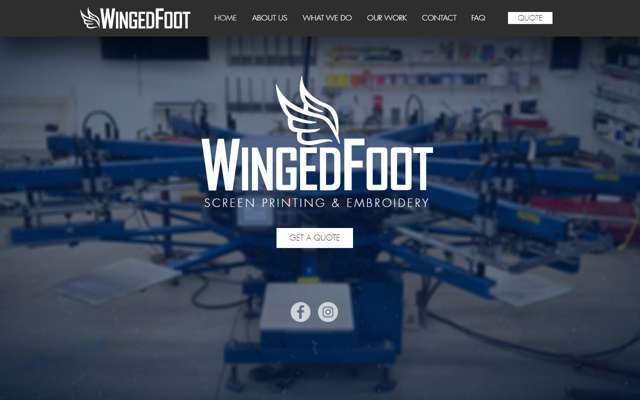 WINGEDFOOT
HOME
ABOUT US
WHAT WE DO
OUR WORK
CONTACT
FAQ
QUOTE
WINGEDFOOT
SCREEN PRINTING & EMBROIDERY
GET A QUOTE